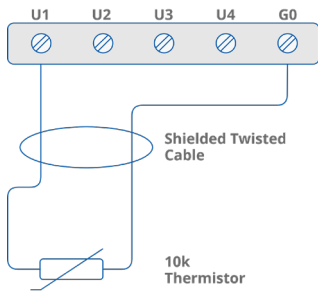 U1 U2 U3 U4 G0
Shielded Twisted
Cable
10k
Thermistor